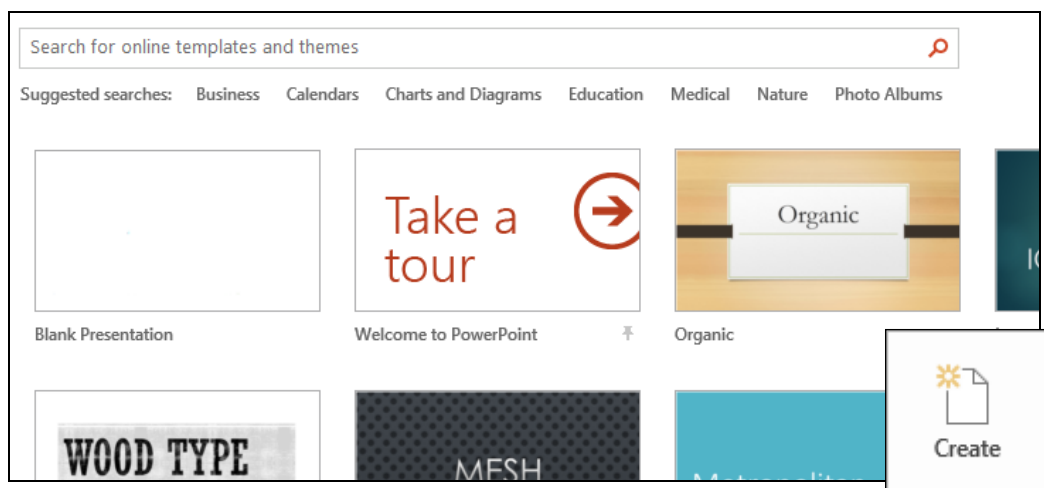 Search for online templates and themes
Suggested searches: Business Calendars Charts and Diagrams Education Medical Nature Photo Albums
Take a
tour
Organic
Blank Presentation
Welcome to PowerPoint
Organic
WOOD TYPE
MESH
Metropolitan
Create